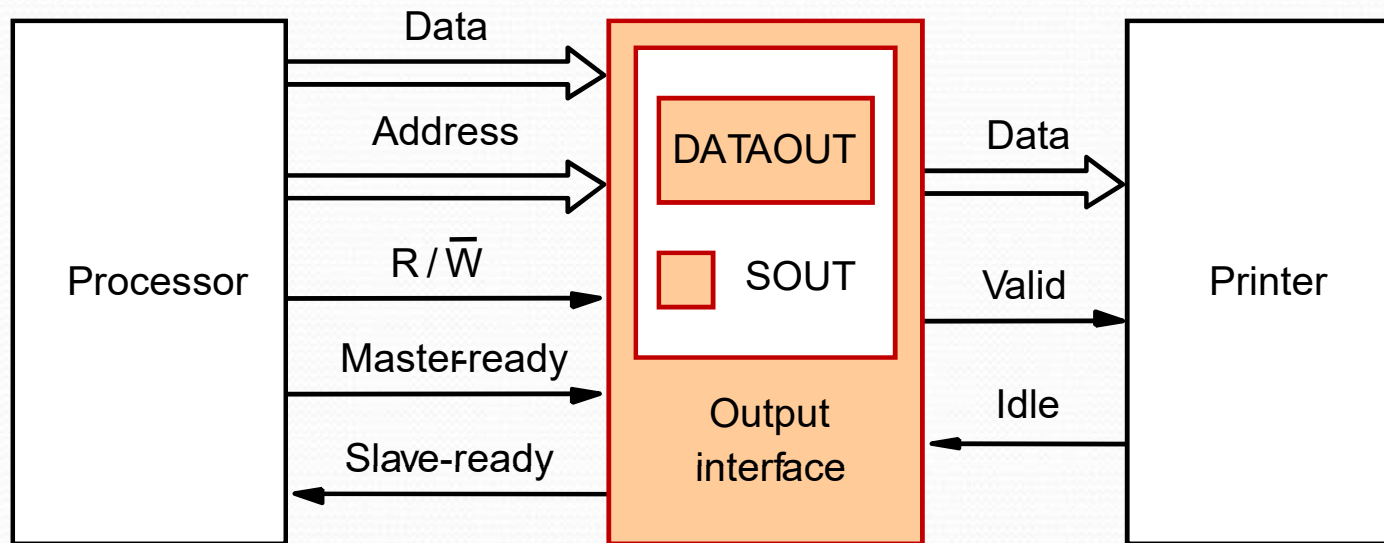 Data
Address
R / W̅
Master-ready
Slave-ready
Processor
DATAOUT
SOUT
Output
interface
Data
Valid
Idle
Printer